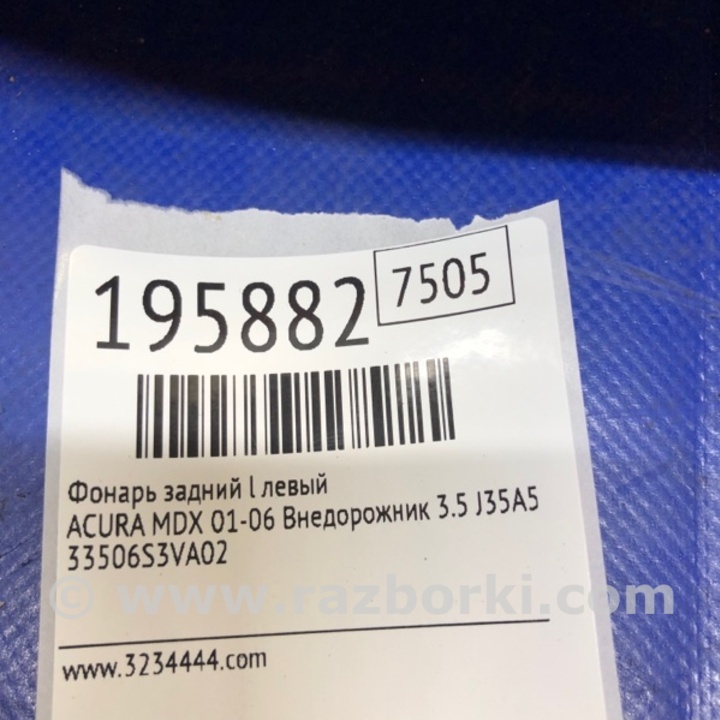 195882
7505
Фонарь задний l левый
ACURA MDX 01-06 Внедорожник 3.5 J35A5
33506S3VA02
© www.razborki.com
www.3234444.com